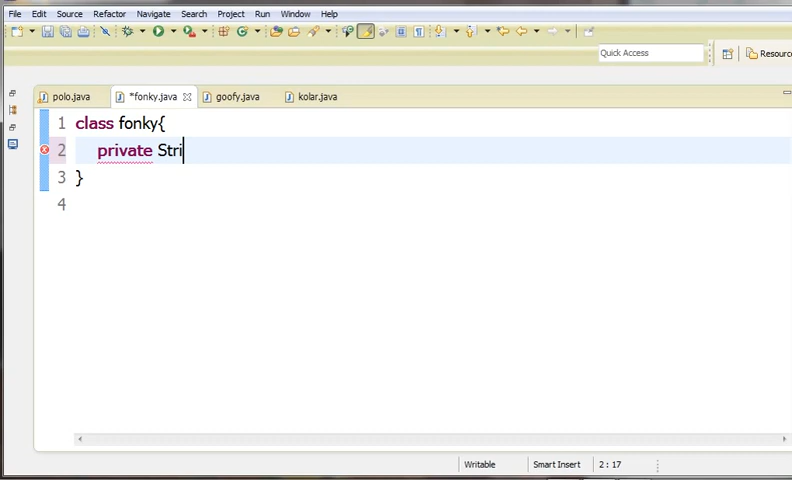 File Edit Source Refactor Navigate Search Project Run Window Help
Quick Access
Resourc
polo.java *fonky.java goofy.java kolar.java
1 class fonky{
2 private Stri
3 }
4
Writable Smart Insert 2 : 17